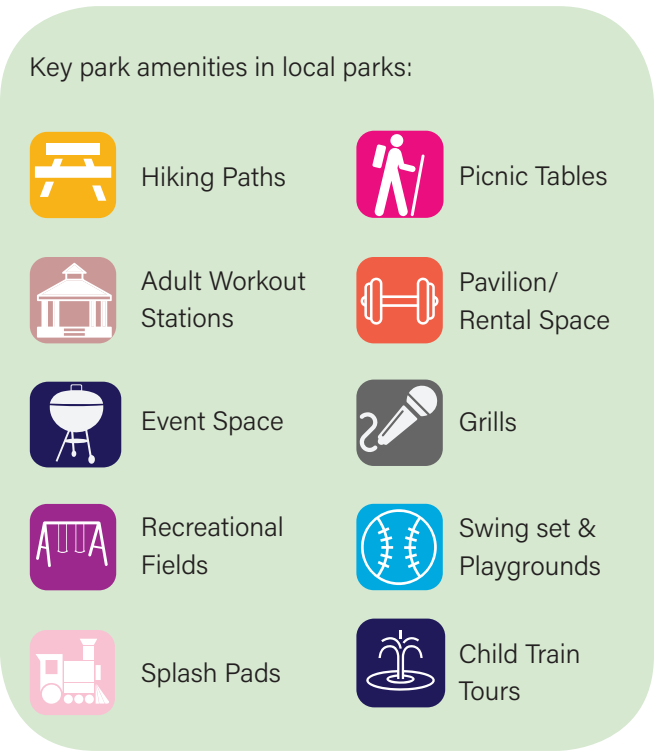 Key park amenities in local parks:
Hiking Paths
Picnic Tables
Adult Workout
Stations
Pavilion/
Rental Space
Event Space
Grills
Recreational
Fields
Swing set &
Playgrounds
Splash Pads
Child Train
Tours